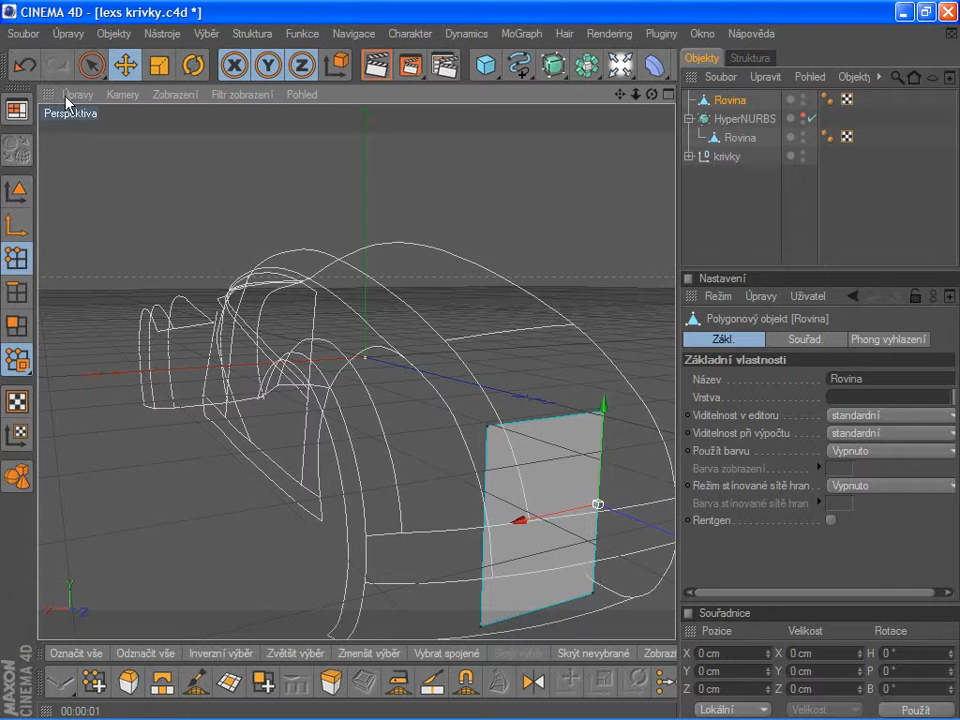 CINEMA 4D - [lexs krivky.c4d *]
Soubor Úpravy Objekty Nástroje Výběr Struktura Funkce Navigace Charakter Dynamics MoGraph Hair Rendering Pluginy Okno Nápověda
X Y Z
Objekty Struktura
Soubor Upravit Pohled Objekty
Úpravy Kamery Zobrazení Filtr zobrazení Pohled
Perspektiva
Rovina
HyperNURBS
Rovina
krivky
Nastavení
Režim Úpravy Uživatel
Polygonový objekt [Rovina]
Zákl. Souřad. Phong vyhlazení
Základní vlastnosti
Název Rovina
Vrstva
Viditelnost v editoru standardní
Viditelnost při výpočtu standardní
Použít barvu Vypnuto
Barva zobrazení
Režim stínované sítě hran Vypnuto
Barva stínované sítě hran
Rentgen
Y
X Z
Souřadnice
Pozice Velikost Rotace
X 0 cm X 0 cm H 0 °
Y 0 cm Y 0 cm P 0 °
Z 0 cm Z 0 cm B 0 °
Lokální Velikost Použít
Označit vše Odznačit vše Inverzní výběr Zvětšit výběr Zmenšit výběr Vybrat spojené Skrýt výběr Skrýt nevybrané Zobrazi
MAXON
CINEMA 4D
00:00:01